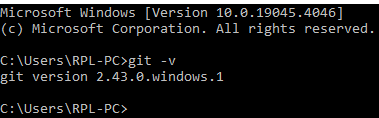 Microsoft Windows [Version 10.0.19045.4046]
(c) Microsoft Corporation. All rights reserved.
C:\Users\RPL-PC>git -v
git version 2.43.0.windows.1
C:\Users\RPL-PC>